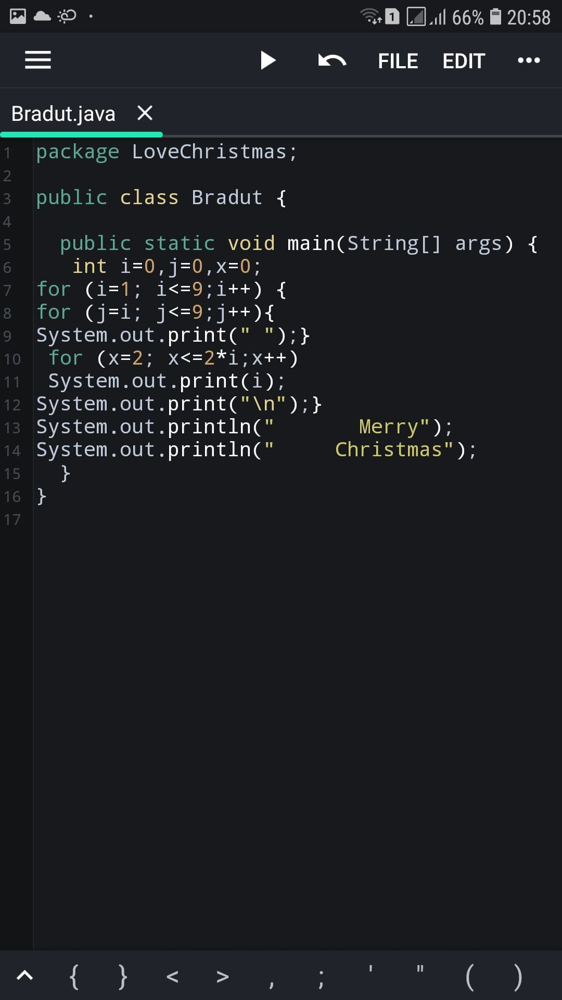 1 66% 20:58
FILE EDIT •••
Bradut.java ×
1 package LoveChristmas;
2
3 public class Bradut {
4
5   public static void main(String[] args) {
6    int i=0,j=0,x=0;
7 for (i=1; i<=9;i++) {
8 for (j=i; j<=9;j++){
9 System.out.print(" ");}
10  for (x=2; x<=2*i;x++)
11  System.out.print(i);
12 System.out.print("\n");}
13 System.out.println("       Merry");
14 System.out.println("     Christmas");
15   }
16 }
17
{ } < > , ; ' " ( )